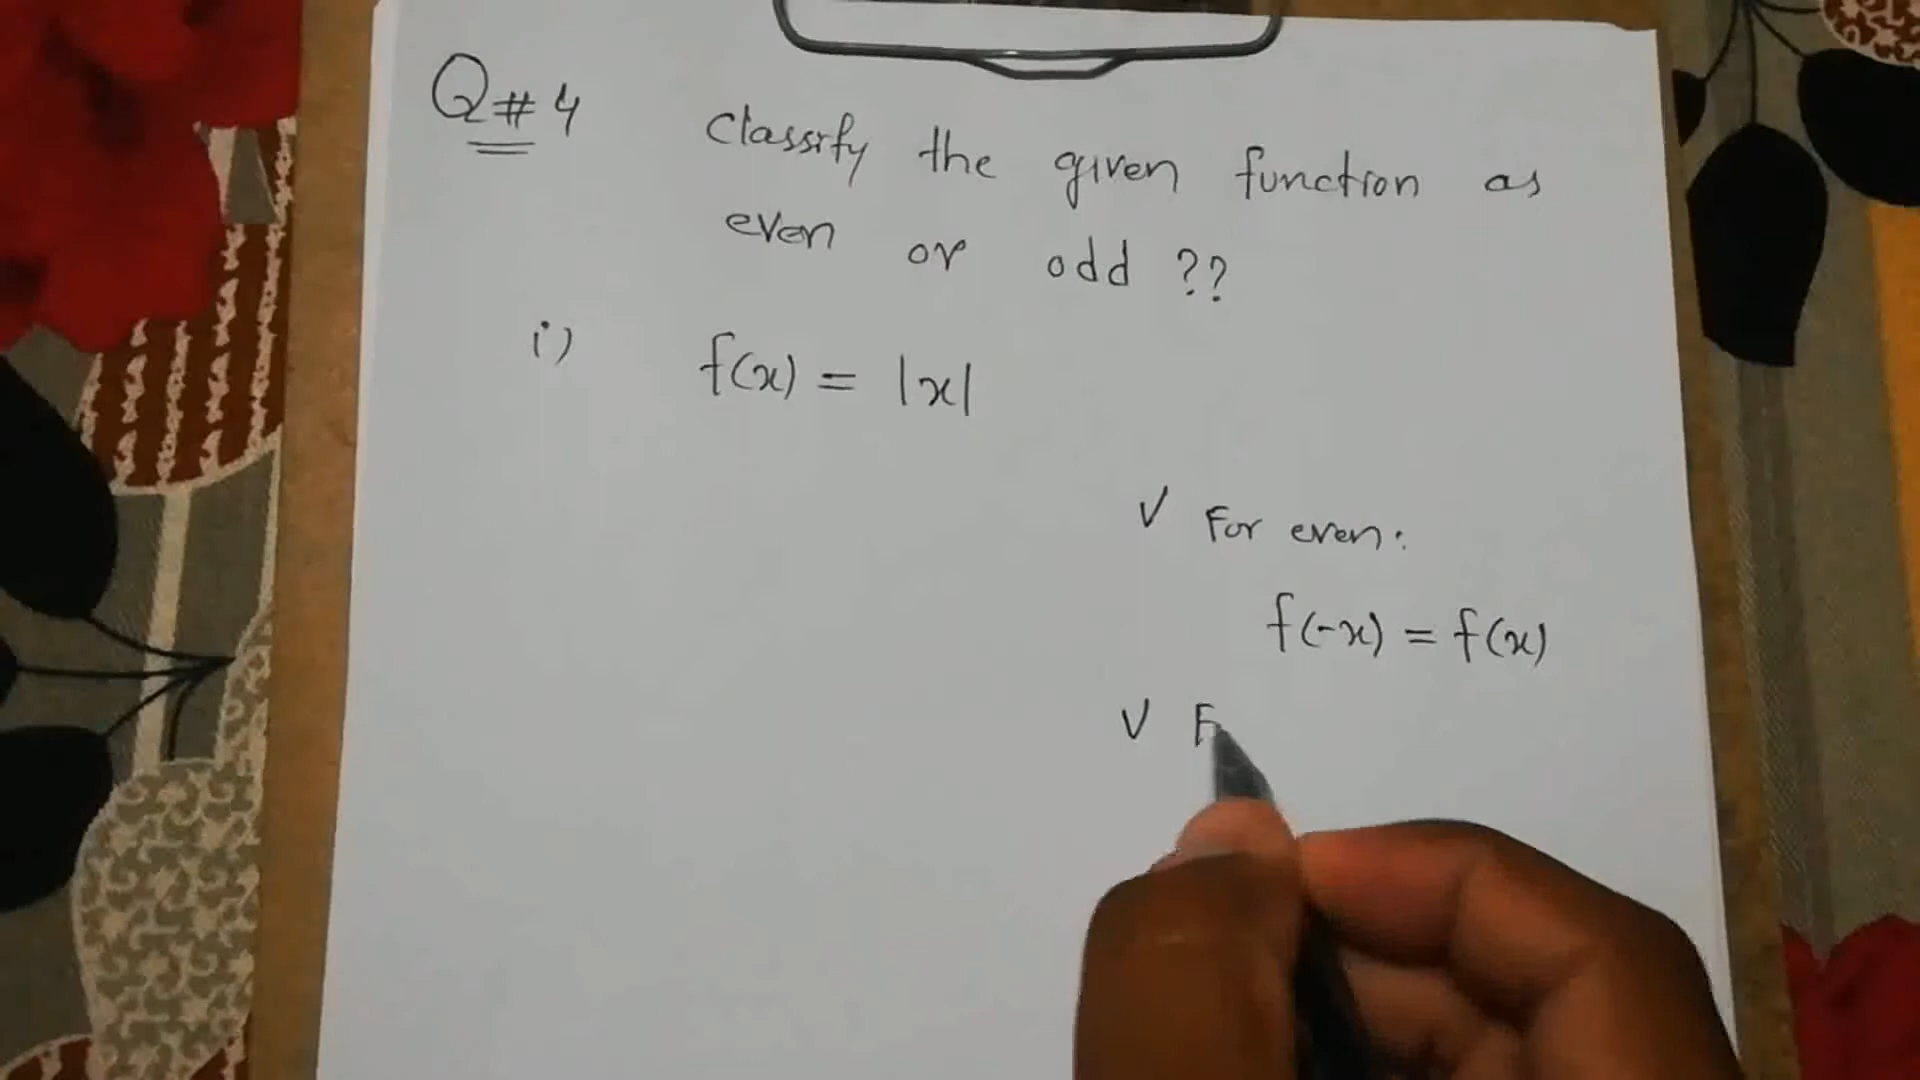 Q#4 Classify the given function as
even or odd ??
i) f(x) = |x|
✓ For even:
f(-x) = f(x)
✓ F